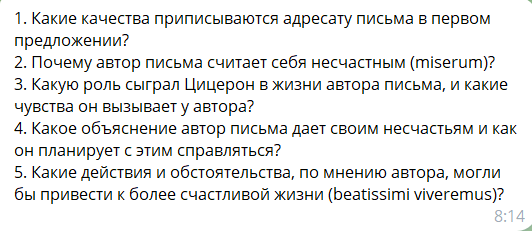 1. Какие качества приписываются адресату письма в первом
предложении?
2. Почему автор письма считает себя несчастным (miserum)?
3. Какую роль сыграл Цицерон в жизни автора письма, и какие
чувства он вызывает у автора?
4. Какое объяснение автор письма дает своим несчастьям и как
он планирует с этим справляться?
5. Какие действия и обстоятельства, по мнению автора, могли
бы привести к более счастливой жизни (beatissimi viveremus)?
8:14